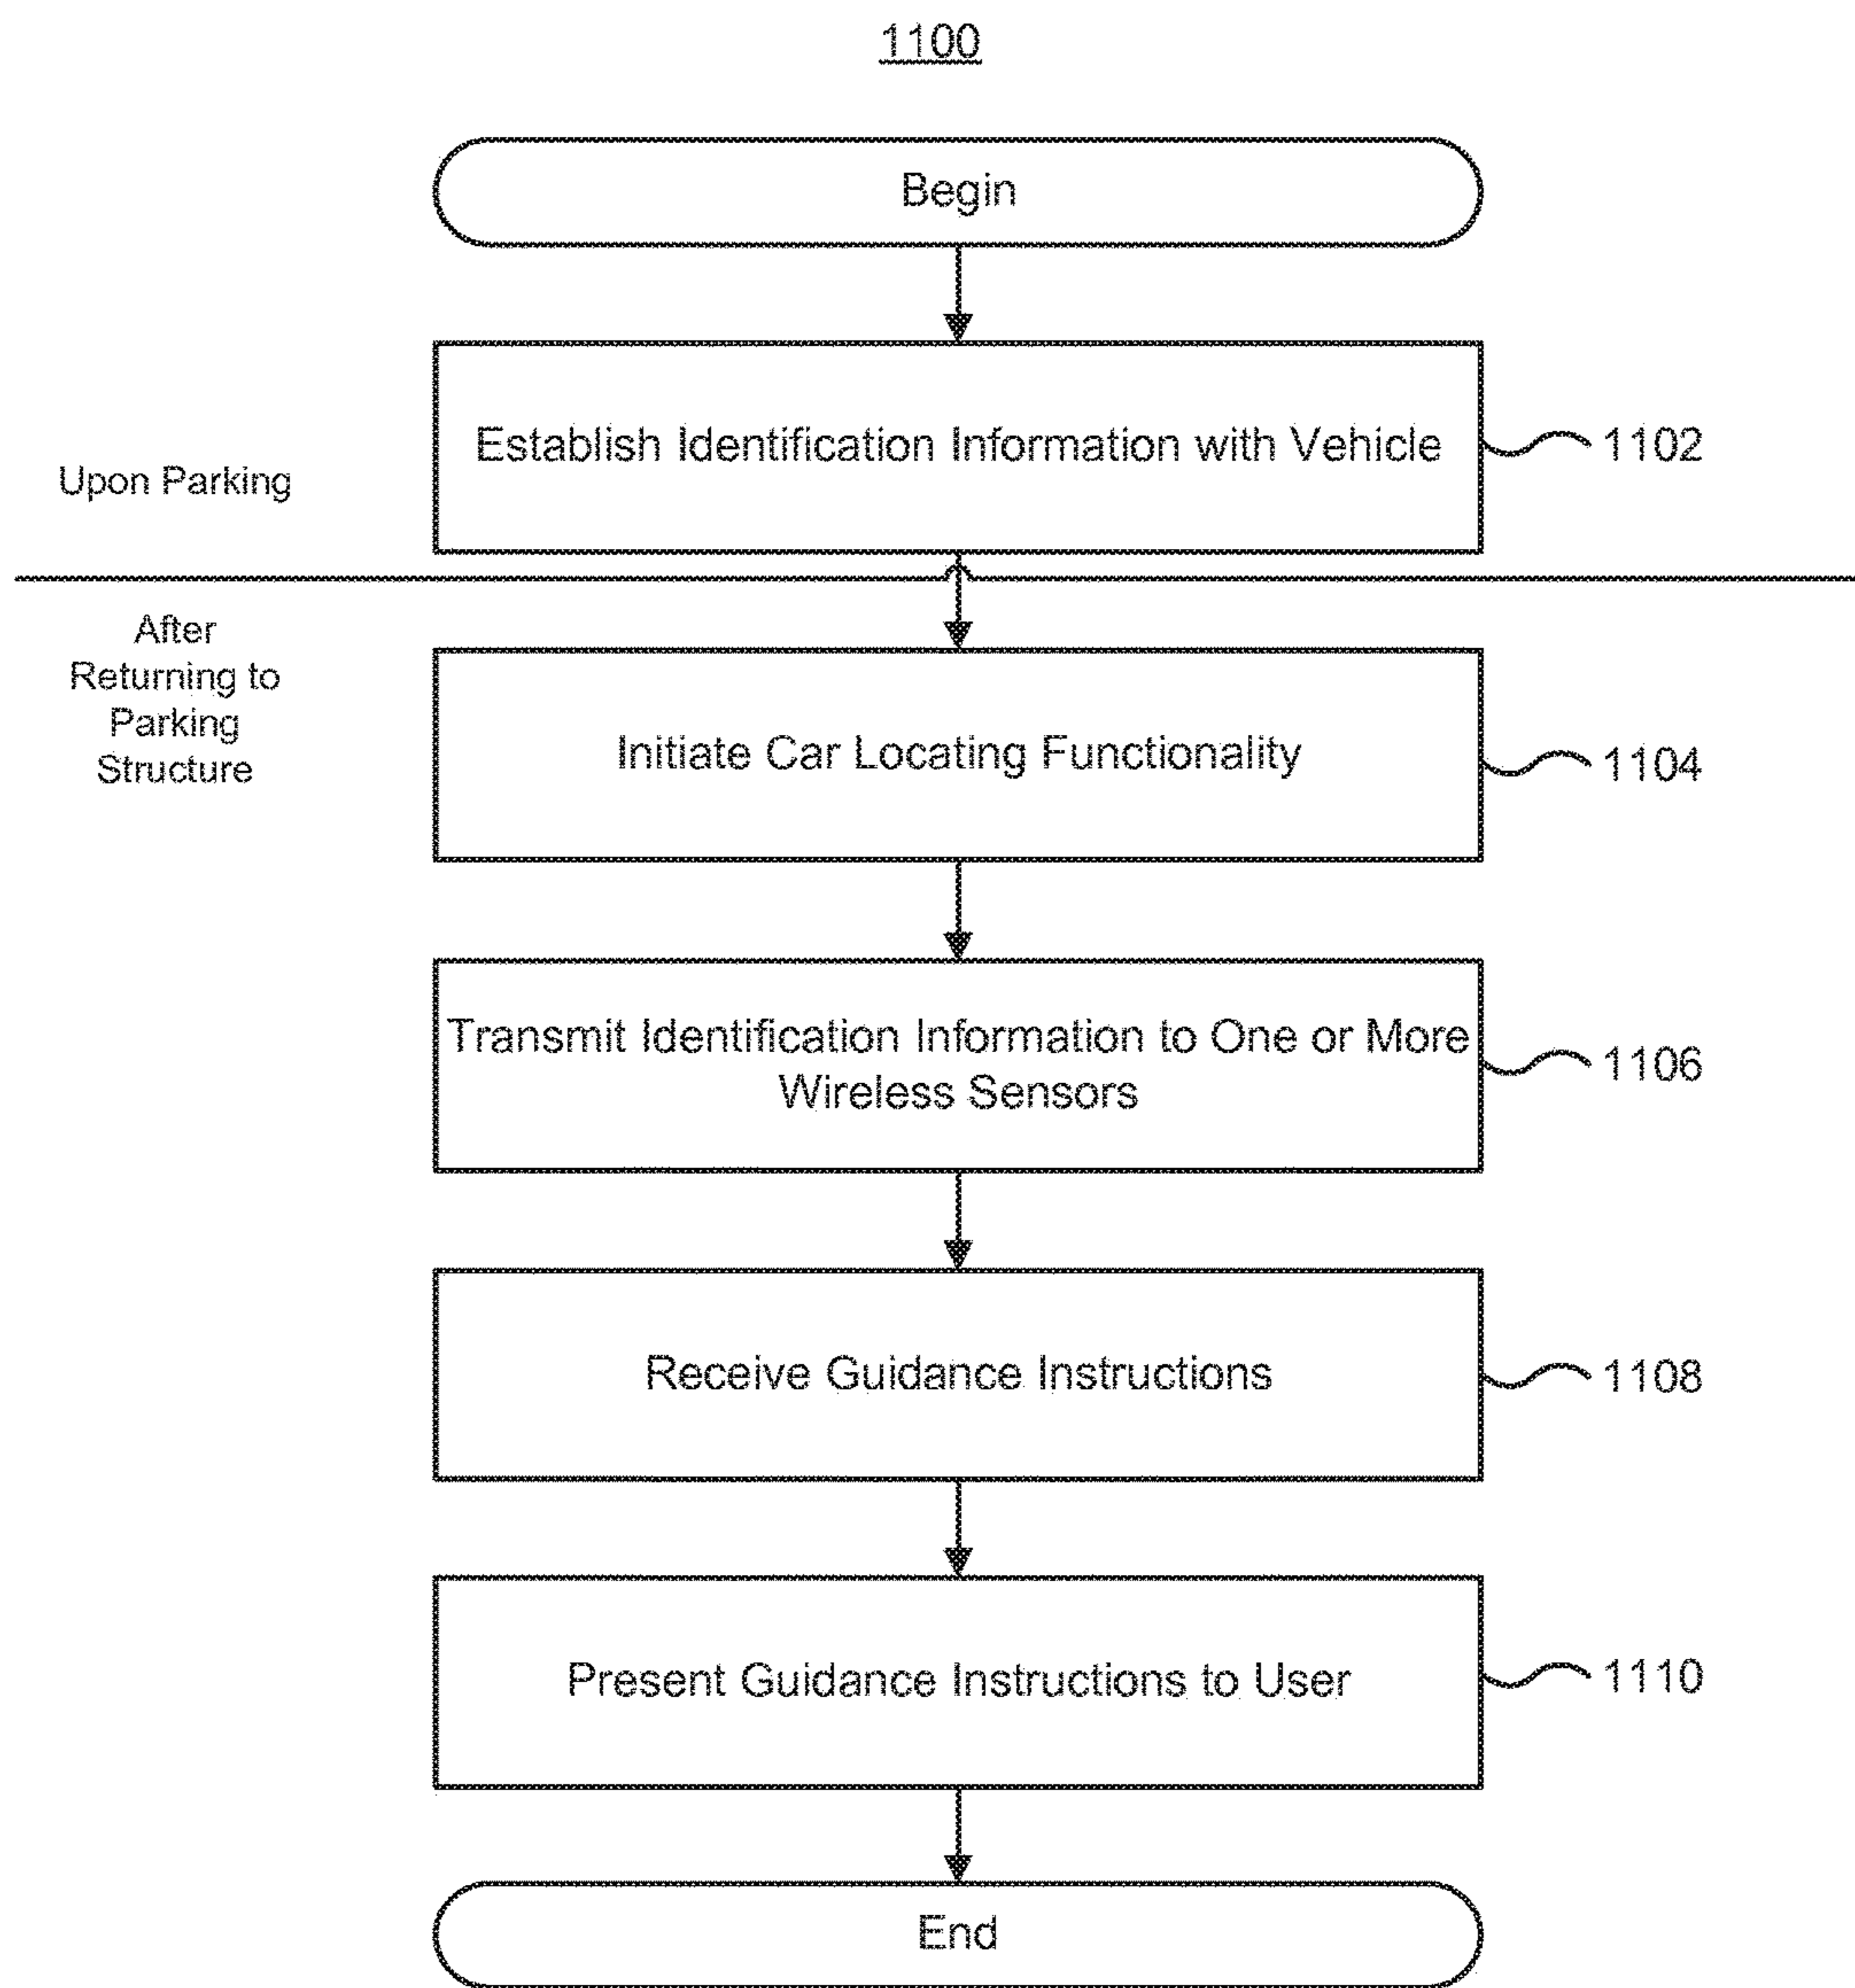 1100
Begin
Establish Identification Information with Vehicle
1102
Upon Parking
After
Returning to
Parking
Structure
Initiate Car Locating Functionality
1104
Transmit Identification Information to One or More
Wireless Sensors
1106
Receive Guidance Instructions
1108
Present Guidance Instructions to User
1110
End